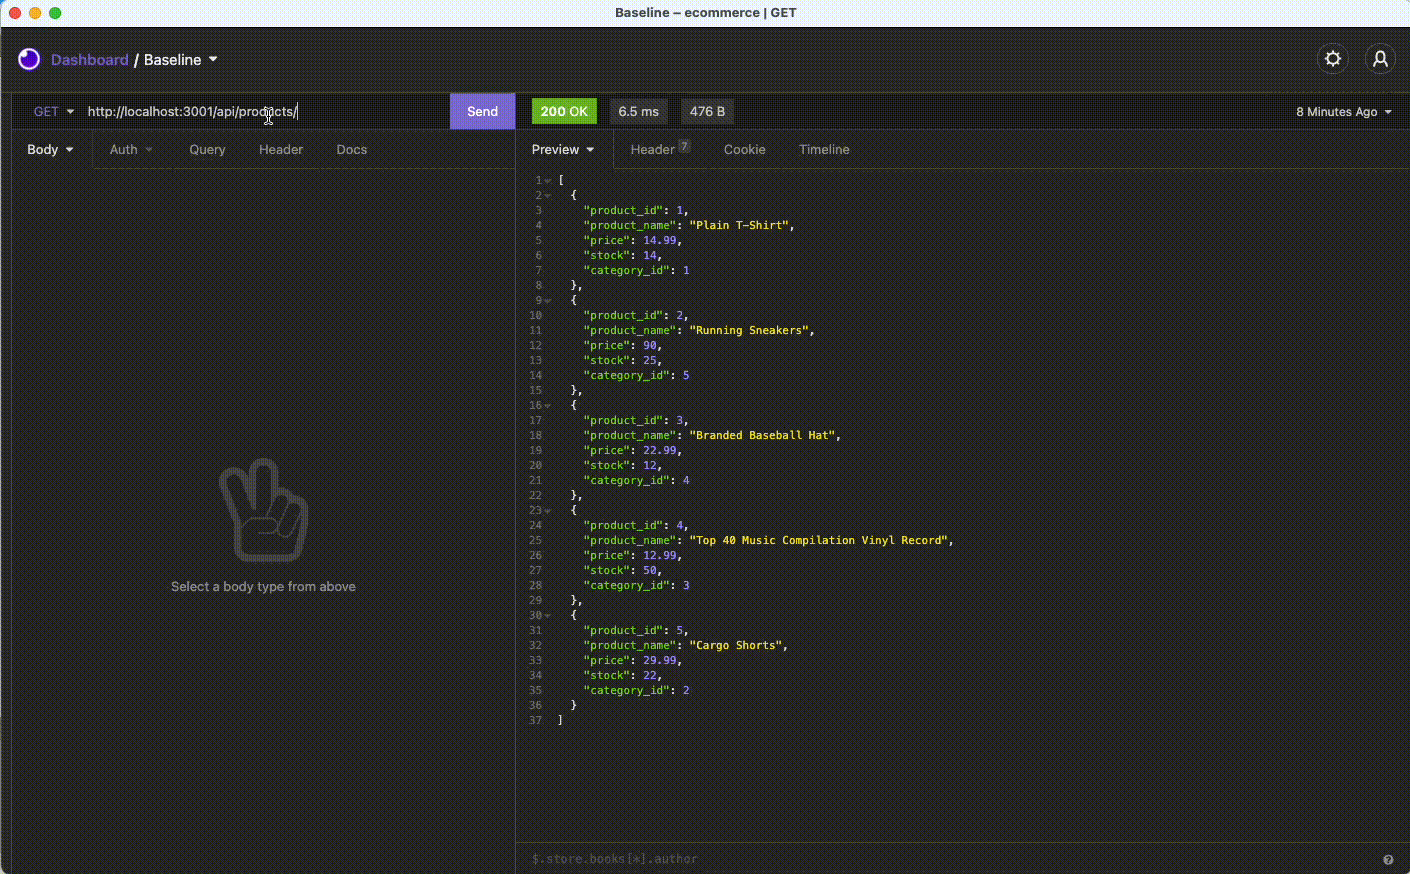 Baseline – ecommerce | GET
Dashboard / Baseline
GET http://localhost:3001/api/products/ Send 200 OK 6.5 ms 476 B 8 Minutes Ago
Body Auth Query Header Docs Preview Header 7 Cookie Timeline
1 [
2 {
3 "product_id": 1,
4 "product_name": "Plain T-Shirt",
5 "price": 14.99,
6 "stock": 14,
7 "category_id": 1
8 },
9 {
10 "product_id": 2,
11 "product_name": "Running Sneakers",
12 "price": 90,
13 "stock": 25,
14 "category_id": 5
15 },
16 {
17 "product_id": 3,
18 "product_name": "Branded Baseball Hat",
19 "price": 22.99,
20 "stock": 12,
21 "category_id": 4
22 },
23 {
24 "product_id": 4,
25 "product_name": "Top 40 Music Compilation Vinyl Record",
26 "price": 12.99,
27 "stock": 50,
28 "category_id": 3
29 },
30 {
31 "product_id": 5,
32 "product_name": "Cargo Shorts",
33 "price": 29.99,
34 "stock": 22,
35 "category_id": 2
36 }
37 ]
Select a body type from above
$.store.books[*].author